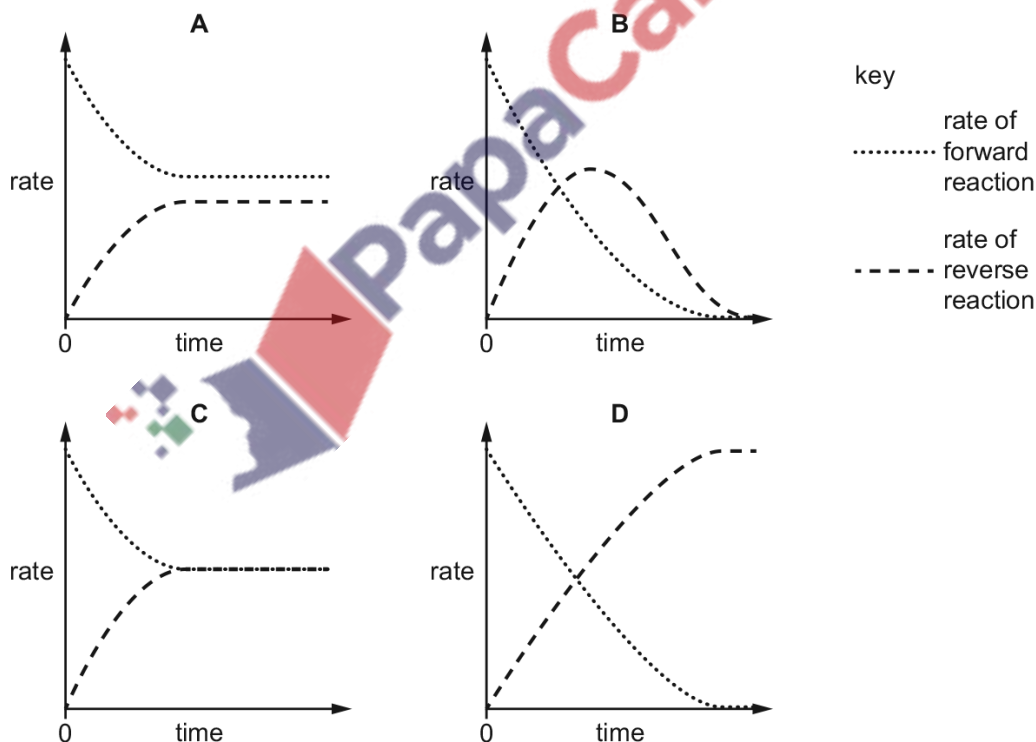 A
B
rate
0
time
rate
0
time
key
rate of
forward
reaction
rate of
reverse
reaction
C
D
rate
0
time
rate
0
time
Papa